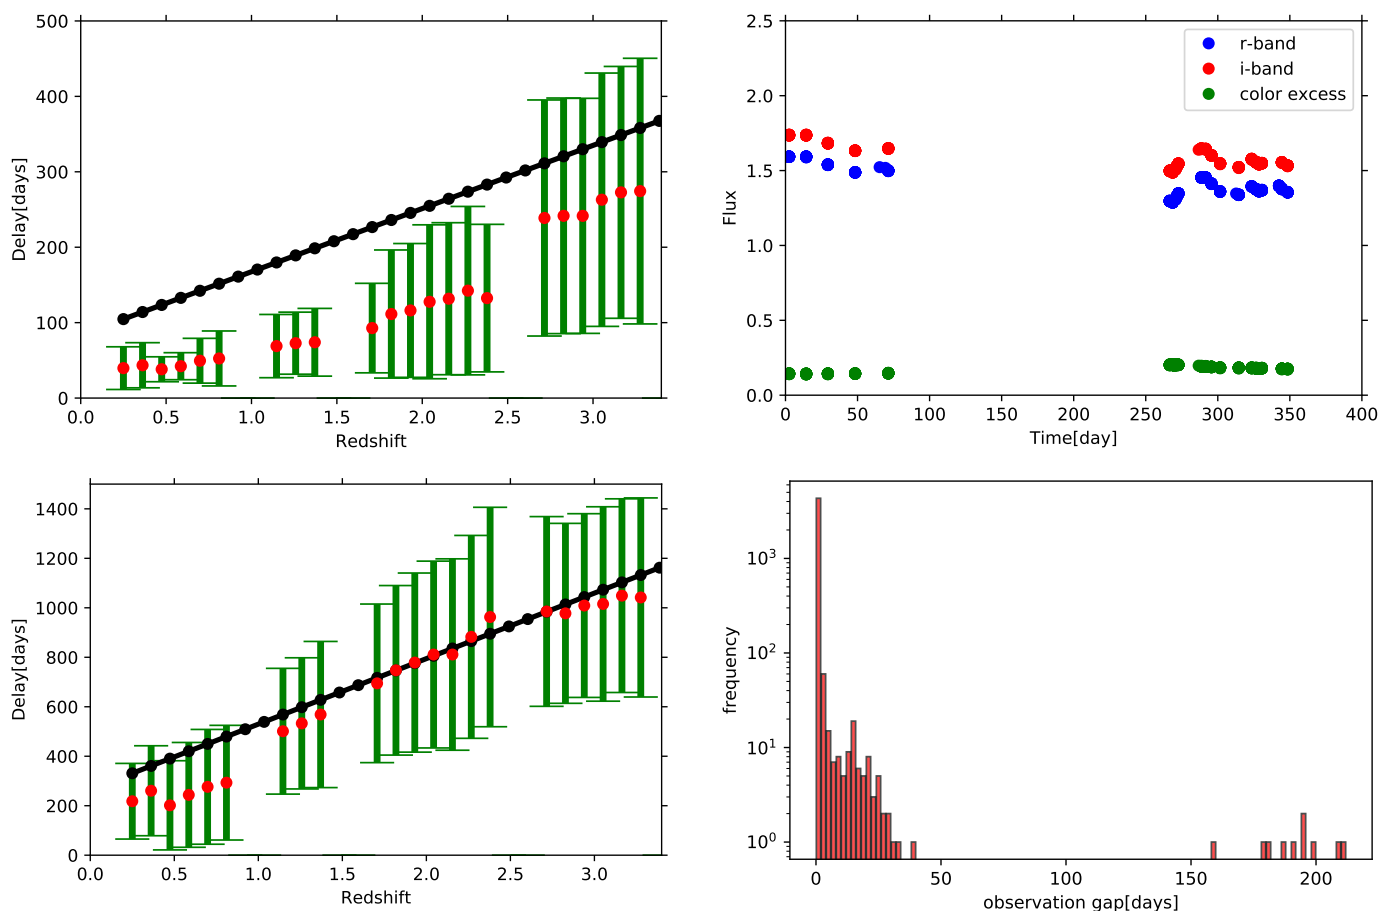 500
400
300
200
100
0
Delay[days]
0.0 0.5 1.0 1.5 2.0 2.5 3.0
Redshift
2.5
2.0
1.5
1.0
0.5
0.0
Flux
r-band
i-band
color excess
0 50 100 150 200 250 300 350 400
Time[day]
1400
1200
1000
800
600
400
200
0
Delay[days]
0.0 0.5 1.0 1.5 2.0 2.5 3.0
Redshift
10³
10²
10¹
10⁰
frequency
0 50 100 150 200
observation gap[days]